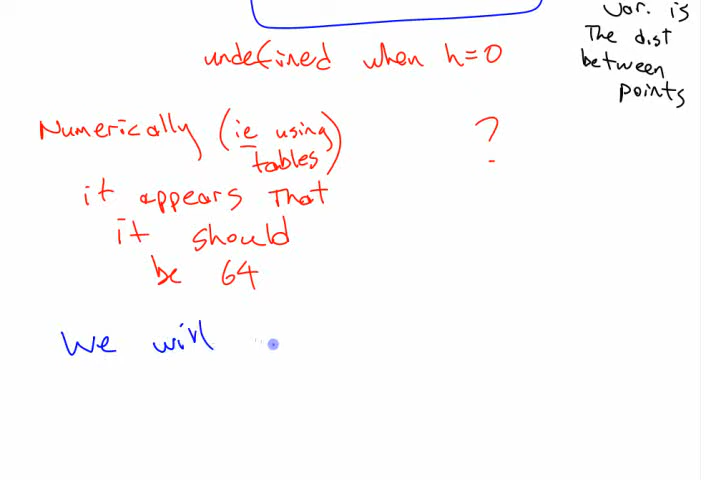 var. is
The dist
between
points
undefined when h=0
Numerically (ie using
tables)
?
it appears That
it should
be 64
We will